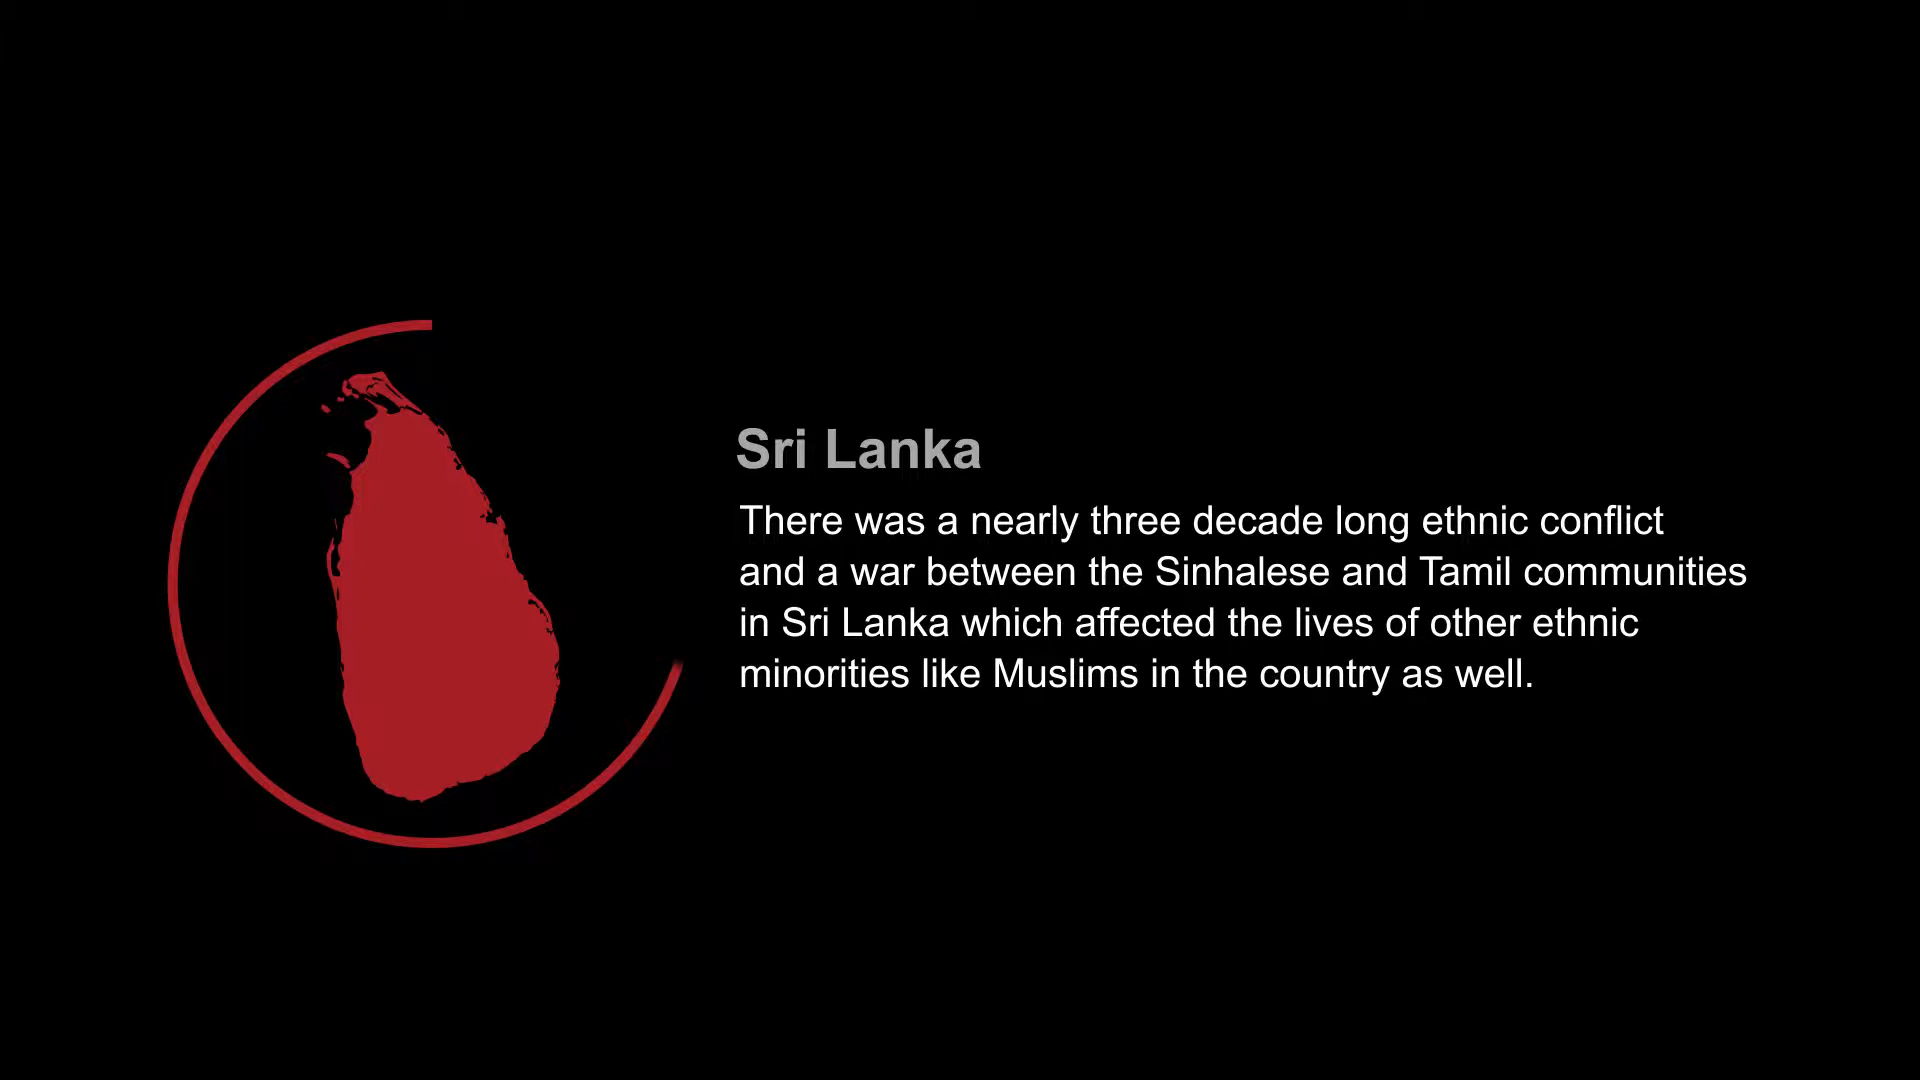 Sri Lanka
There was a nearly three decade long ethnic conflict
and a war between the Sinhalese and Tamil communities
in Sri Lanka which affected the lives of other ethnic
minorities like Muslims in the country as well.